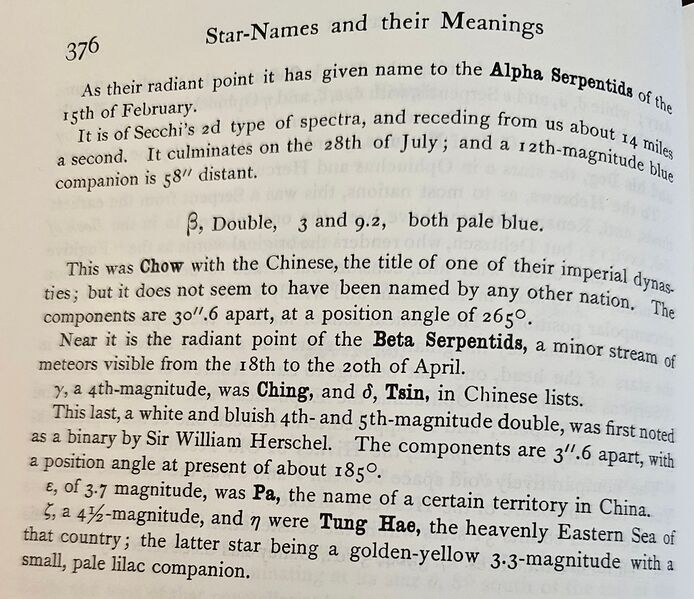 376
Star-Names and their Meanings
As their radiant point it has given name to the Alpha Serpentids of the
15th of February.
It is of Secchi's 2d type of spectra, and receding from us about 14 miles
a second. It culminates on the 28th of July; and a 12th-magnitude blue
companion is 58″ distant.
β, Double, 3 and 9.2, both pale blue.
This was Chow with the Chinese, the title of one of their imperial dynas-
ties; but it does not seem to have been named by any other nation. The
components are 30″.6 apart, at a position angle of 265°.
Near it is the radiant point of the Beta Serpentids, a minor stream of
meteors visible from the 18th to the 20th of April.
γ, a 4th-magnitude, was Ching, and δ, Tsin, in Chinese lists.
This last, a white and bluish 4th- and 5th-magnitude double, was first noted
as a binary by Sir William Herschel. The components are 3″.6 apart, with
a position angle at present of about 185°.
ε, of 3.7 magnitude, was Pa, the name of a certain territory in China.
ζ, a 4½-magnitude, and η were Tung Hae, the heavenly Eastern Sea of
that country; the latter star being a golden-yellow 3.3-magnitude with a
small, pale lilac companion.